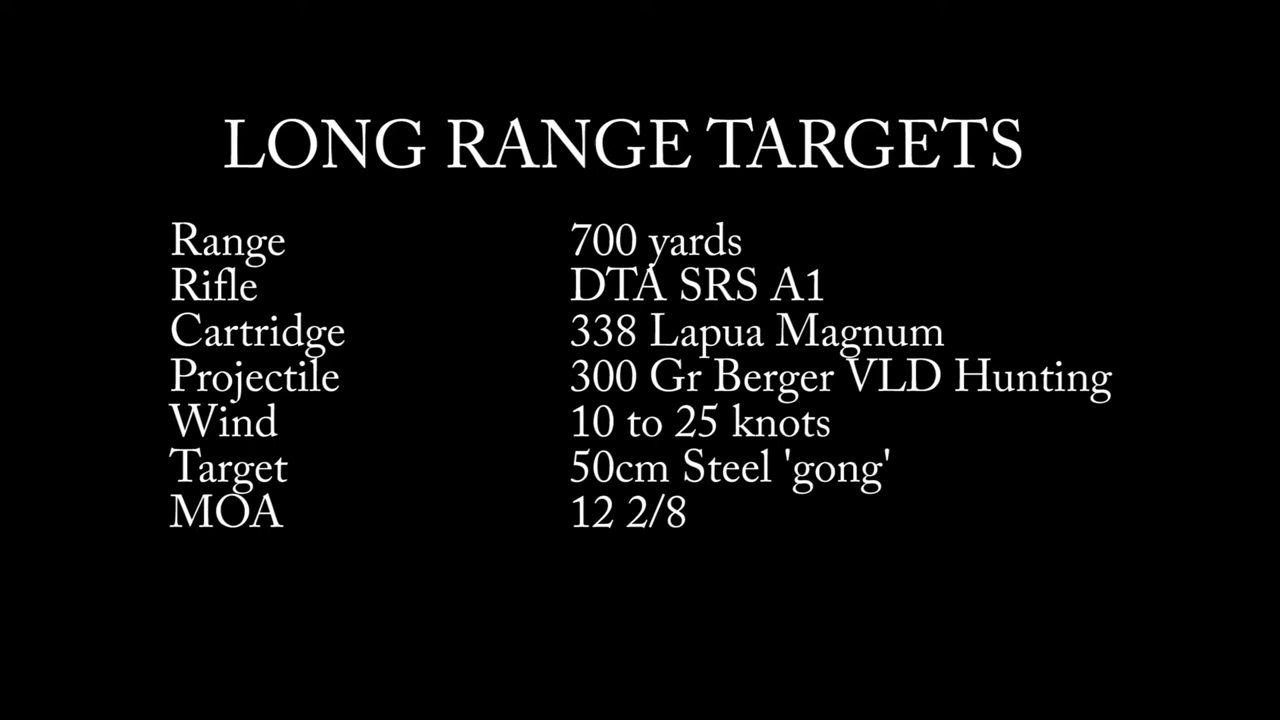 LONG RANGE TARGETS
Range 700 yards
Rifle DTA SRS A1
Cartridge 338 Lapua Magnum
Projectile 300 Gr Berger VLD Hunting
Wind 10 to 25 knots
Target 50cm Steel 'gong'
MOA 12 2/8